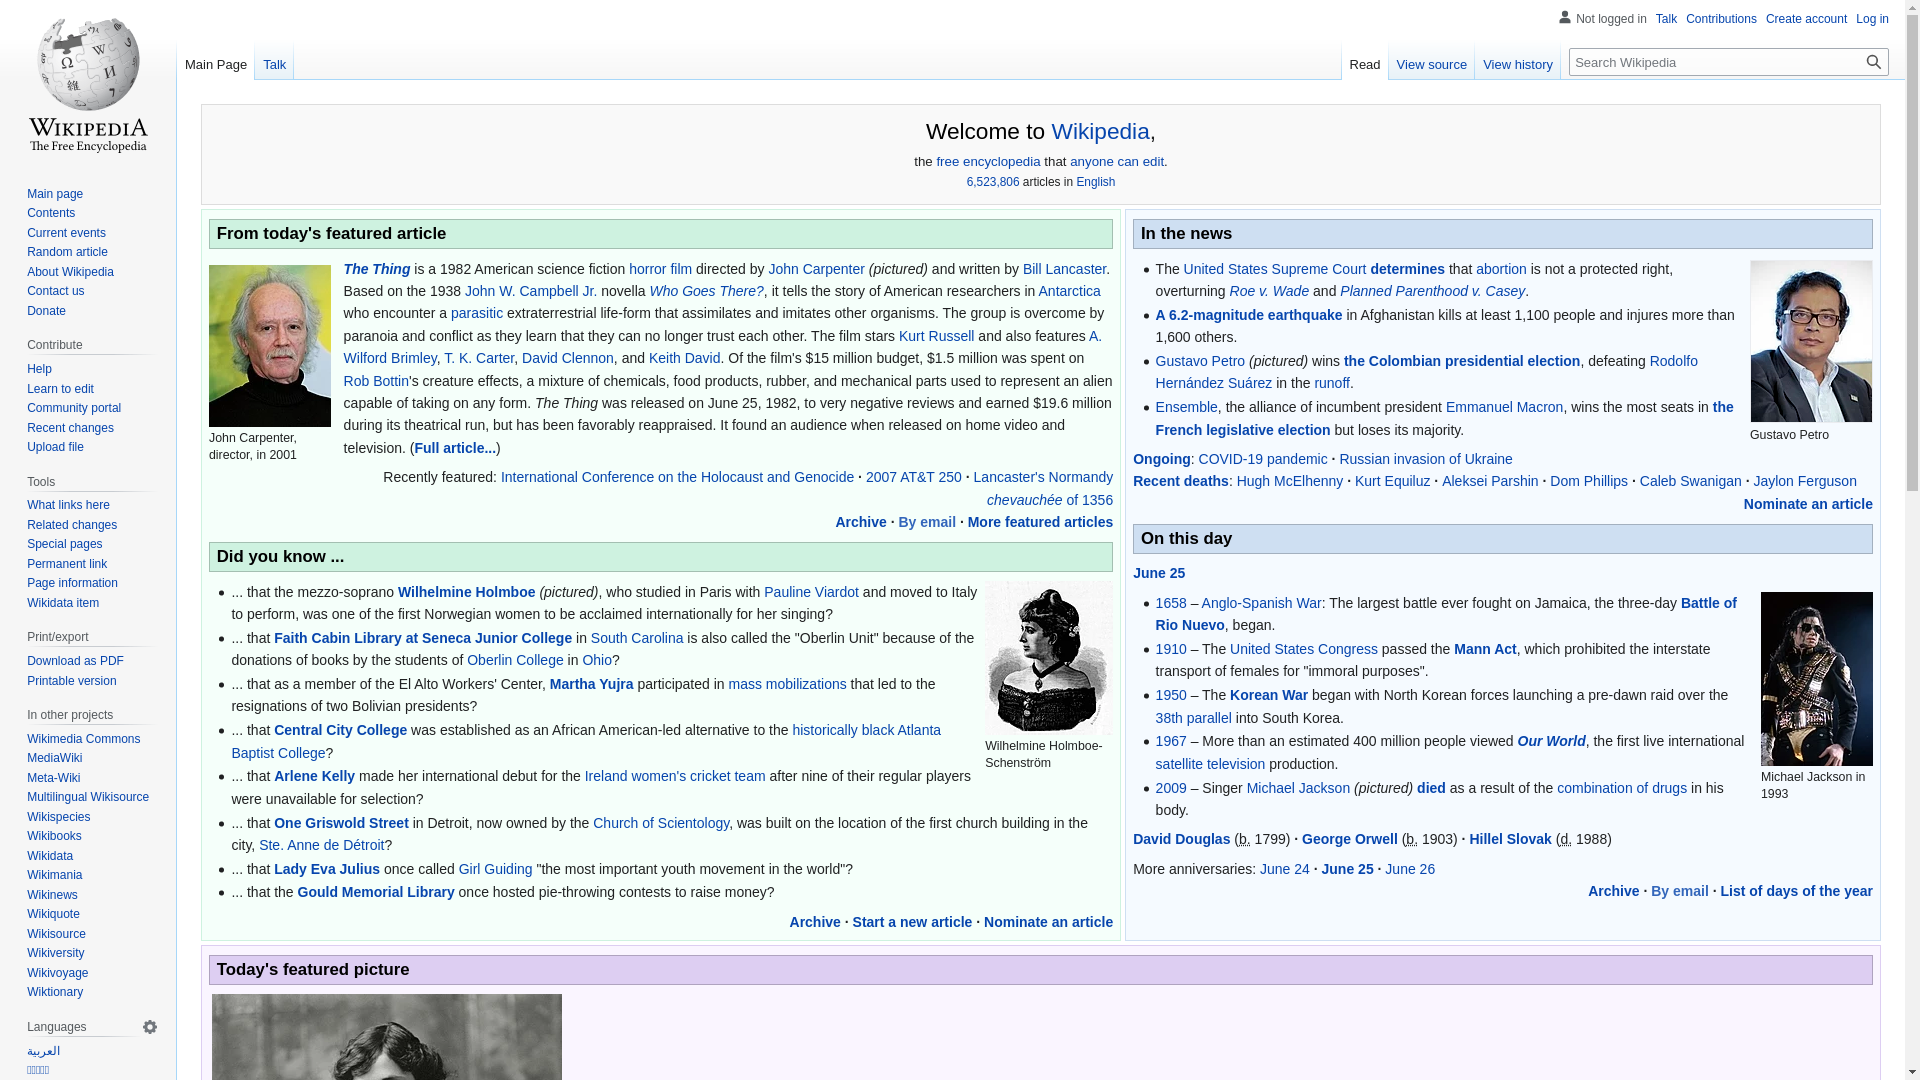 Not logged in Talk Contributions Create account Log in
Main Page Talk Read View source View history Search Wikipedia
WIKIPEDIA
The Free Encyclopedia
Main page
Contents
Current events
Random article
About Wikipedia
Contact us
Donate
Contribute
Help
Learn to edit
Community portal
Recent changes
Upload file
Tools
What links here
Related changes
Special pages
Permanent link
Page information
Wikidata item
Print/export
Download as PDF
Printable version
In other projects
Wikimedia Commons
MediaWiki
Meta-Wiki
Multilingual Wikisource
Wikispecies
Wikibooks
Wikidata
Wikimania
Wikinews
Wikiquote
Wikisource
Wikiversity
Wikivoyage
Wiktionary
Languages
العربية
Welcome to Wikipedia,
the free encyclopedia that anyone can edit.
6,523,806 articles in English
From today's featured article
John Carpenter,
director, in 2001
The Thing is a 1982 American science fiction horror film directed by John Carpenter (pictured) and written by Bill Lancaster.
Based on the 1938 John W. Campbell Jr. novella Who Goes There?, it tells the story of American researchers in Antarctica
who encounter a parasitic extraterrestrial life-form that assimilates and imitates other organisms. The group is overcome by
paranoia and conflict as they learn that they can no longer trust each other. The film stars Kurt Russell and also features A.
Wilford Brimley, T. K. Carter, David Clennon, and Keith David. Of the film's $15 million budget, $1.5 million was spent on
Rob Bottin's creature effects, a mixture of chemicals, food products, rubber, and mechanical parts used to represent an alien
capable of taking on any form. The Thing was released on June 25, 1982, to very negative reviews and earned $19.6 million
during its theatrical run, but has been favorably reappraised. It found an audience when released on home video and
television. (Full article...)
Recently featured: International Conference on the Holocaust and Genocide · 2007 AT&T 250 · Lancaster's Normandy
chevauchée of 1356
Archive · By email · More featured articles
Did you know ...
... that the mezzo-soprano Wilhelmine Holmboe (pictured), who studied in Paris with Pauline Viardot and moved to Italy
to perform, was one of the first Norwegian women to be acclaimed internationally for her singing?
... that Faith Cabin Library at Seneca Junior College in South Carolina is also called the "Oberlin Unit" because of the
donations of books by the students of Oberlin College in Ohio?
... that as a member of the El Alto Workers' Center, Martha Yujra participated in mass mobilizations that led to the
resignations of two Bolivian presidents?
... that Central City College was established as an African American-led alternative to the historically black Atlanta
Baptist College?
... that Arlene Kelly made her international debut for the Ireland women's cricket team after nine of their regular players
were unavailable for selection?
... that One Griswold Street in Detroit, now owned by the Church of Scientology, was built on the location of the first church building in the
city, Ste. Anne de Détroit?
... that Lady Eva Julius once called Girl Guiding "the most important youth movement in the world"?
... that the Gould Memorial Library once hosted pie-throwing contests to raise money?
Wilhelmine Holmboe-
Schenström
Archive · Start a new article · Nominate an article
In the news
The United States Supreme Court determines that abortion is not a protected right,
overturning Roe v. Wade and Planned Parenthood v. Casey.
A 6.2-magnitude earthquake in Afghanistan kills at least 1,100 people and injures more than
1,600 others.
Gustavo Petro (pictured) wins the Colombian presidential election, defeating Rodolfo
Hernández Suárez in the runoff.
Ensemble, the alliance of incumbent president Emmanuel Macron, wins the most seats in the
French legislative election but loses its majority.
Gustavo Petro
Ongoing: COVID-19 pandemic · Russian invasion of Ukraine
Recent deaths: Hugh McElhenny · Kurt Equiluz · Aleksei Parshin · Dom Phillips · Caleb Swanigan · Jaylon Ferguson
Nominate an article
On this day
June 25
1658 – Anglo-Spanish War: The largest battle ever fought on Jamaica, the three-day Battle of
Rio Nuevo, began.
1910 – The United States Congress passed the Mann Act, which prohibited the interstate
transport of females for "immoral purposes".
1950 – The Korean War began with North Korean forces launching a pre-dawn raid over the
38th parallel into South Korea.
1967 – More than an estimated 400 million people viewed Our World, the first live international
satellite television production.
2009 – Singer Michael Jackson (pictured) died as a result of the combination of drugs in his
body.
Michael Jackson in
1993
David Douglas (b. 1799) · George Orwell (b. 1903) · Hillel Slovak (d. 1988)
More anniversaries: June 24 · June 25 · June 26
Archive · By email · List of days of the year
Today's featured picture